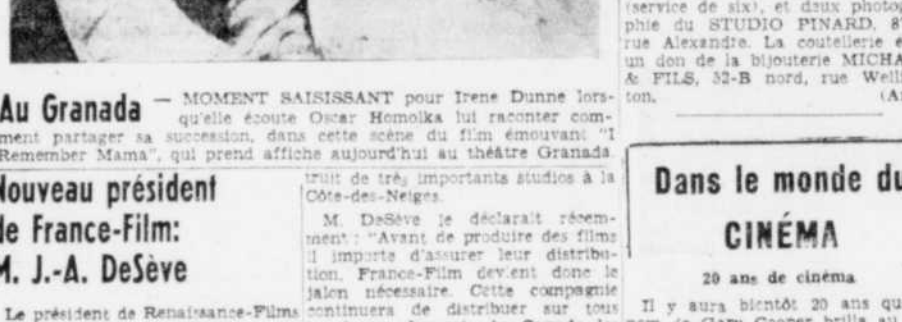 Au Granada — MOMENT SAISISSANT pour Irene Dunne lors-
qu'elle écoute Oscar Homolka lui raconter com-
ment partager sa succession, dans cette scène du film émouvant "I
Remember Mama", qui prend affiche aujourd'hui au théâtre Granada
Nouveau président
de France-Film:
M. J.-A. DeSève
Le président de Renaissance-Films
truit de très importants studios à la
Côte-des-Neiges.
M. DeSève le déclarait récem-
ment: "Avant de produire des films
il importe d'assurer leur distribu-
tion. France-Film devient donc le
jalon nécessaire. Cette compagnie
continuera de distribuer sur tous
(service de six), et deux photog
phie du STUDIO PINARD, 8
rue Alexandre. La coutellerie e
un don de la bijouterie MICHA
& FILS, 32-B nord, rue Welli
ton. (A
Dans le monde du
CINÉMA
20 ans de cinéma
Il y aura bientôt 20 ans qu
Gary Cooper brilla au